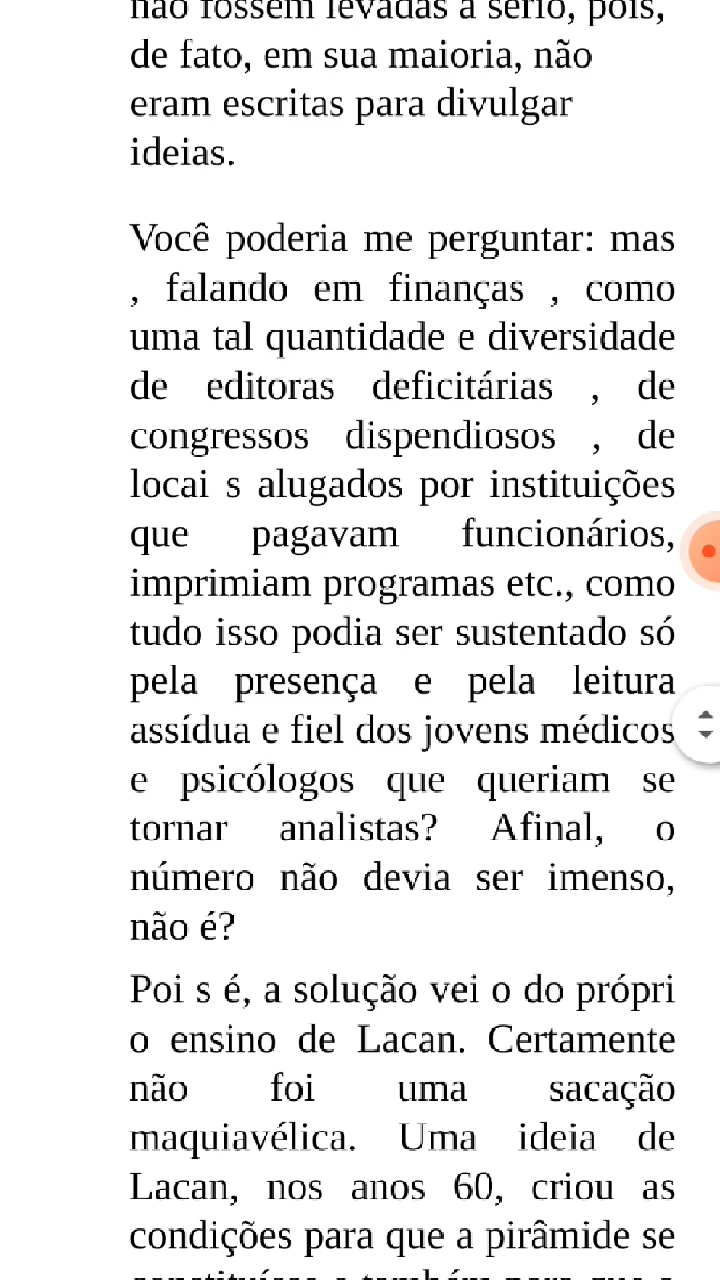 não fossem levadas a sério, pois,
de fato, em sua maioria, não
eram escritas para divulgar
ideias.
Você poderia me perguntar: mas
, falando em finanças , como
uma tal quantidade e diversidade
de editoras deficitárias , de
congressos dispendiosos , de
locai s alugados por instituições
que pagavam funcionários,
imprimiam programas etc., como
tudo isso podia ser sustentado só
pela presença e pela leitura
assídua e fiel dos jovens médicos
e psicólogos que queriam se
tornar analistas? Afinal, o
número não devia ser imenso,
não é?
Poi s é, a solução vei o do própri
o ensino de Lacan. Certamente
não foi uma sacação
maquiavélica. Uma ideia de
Lacan, nos anos 60, criou as
condições para que a pirâmide se